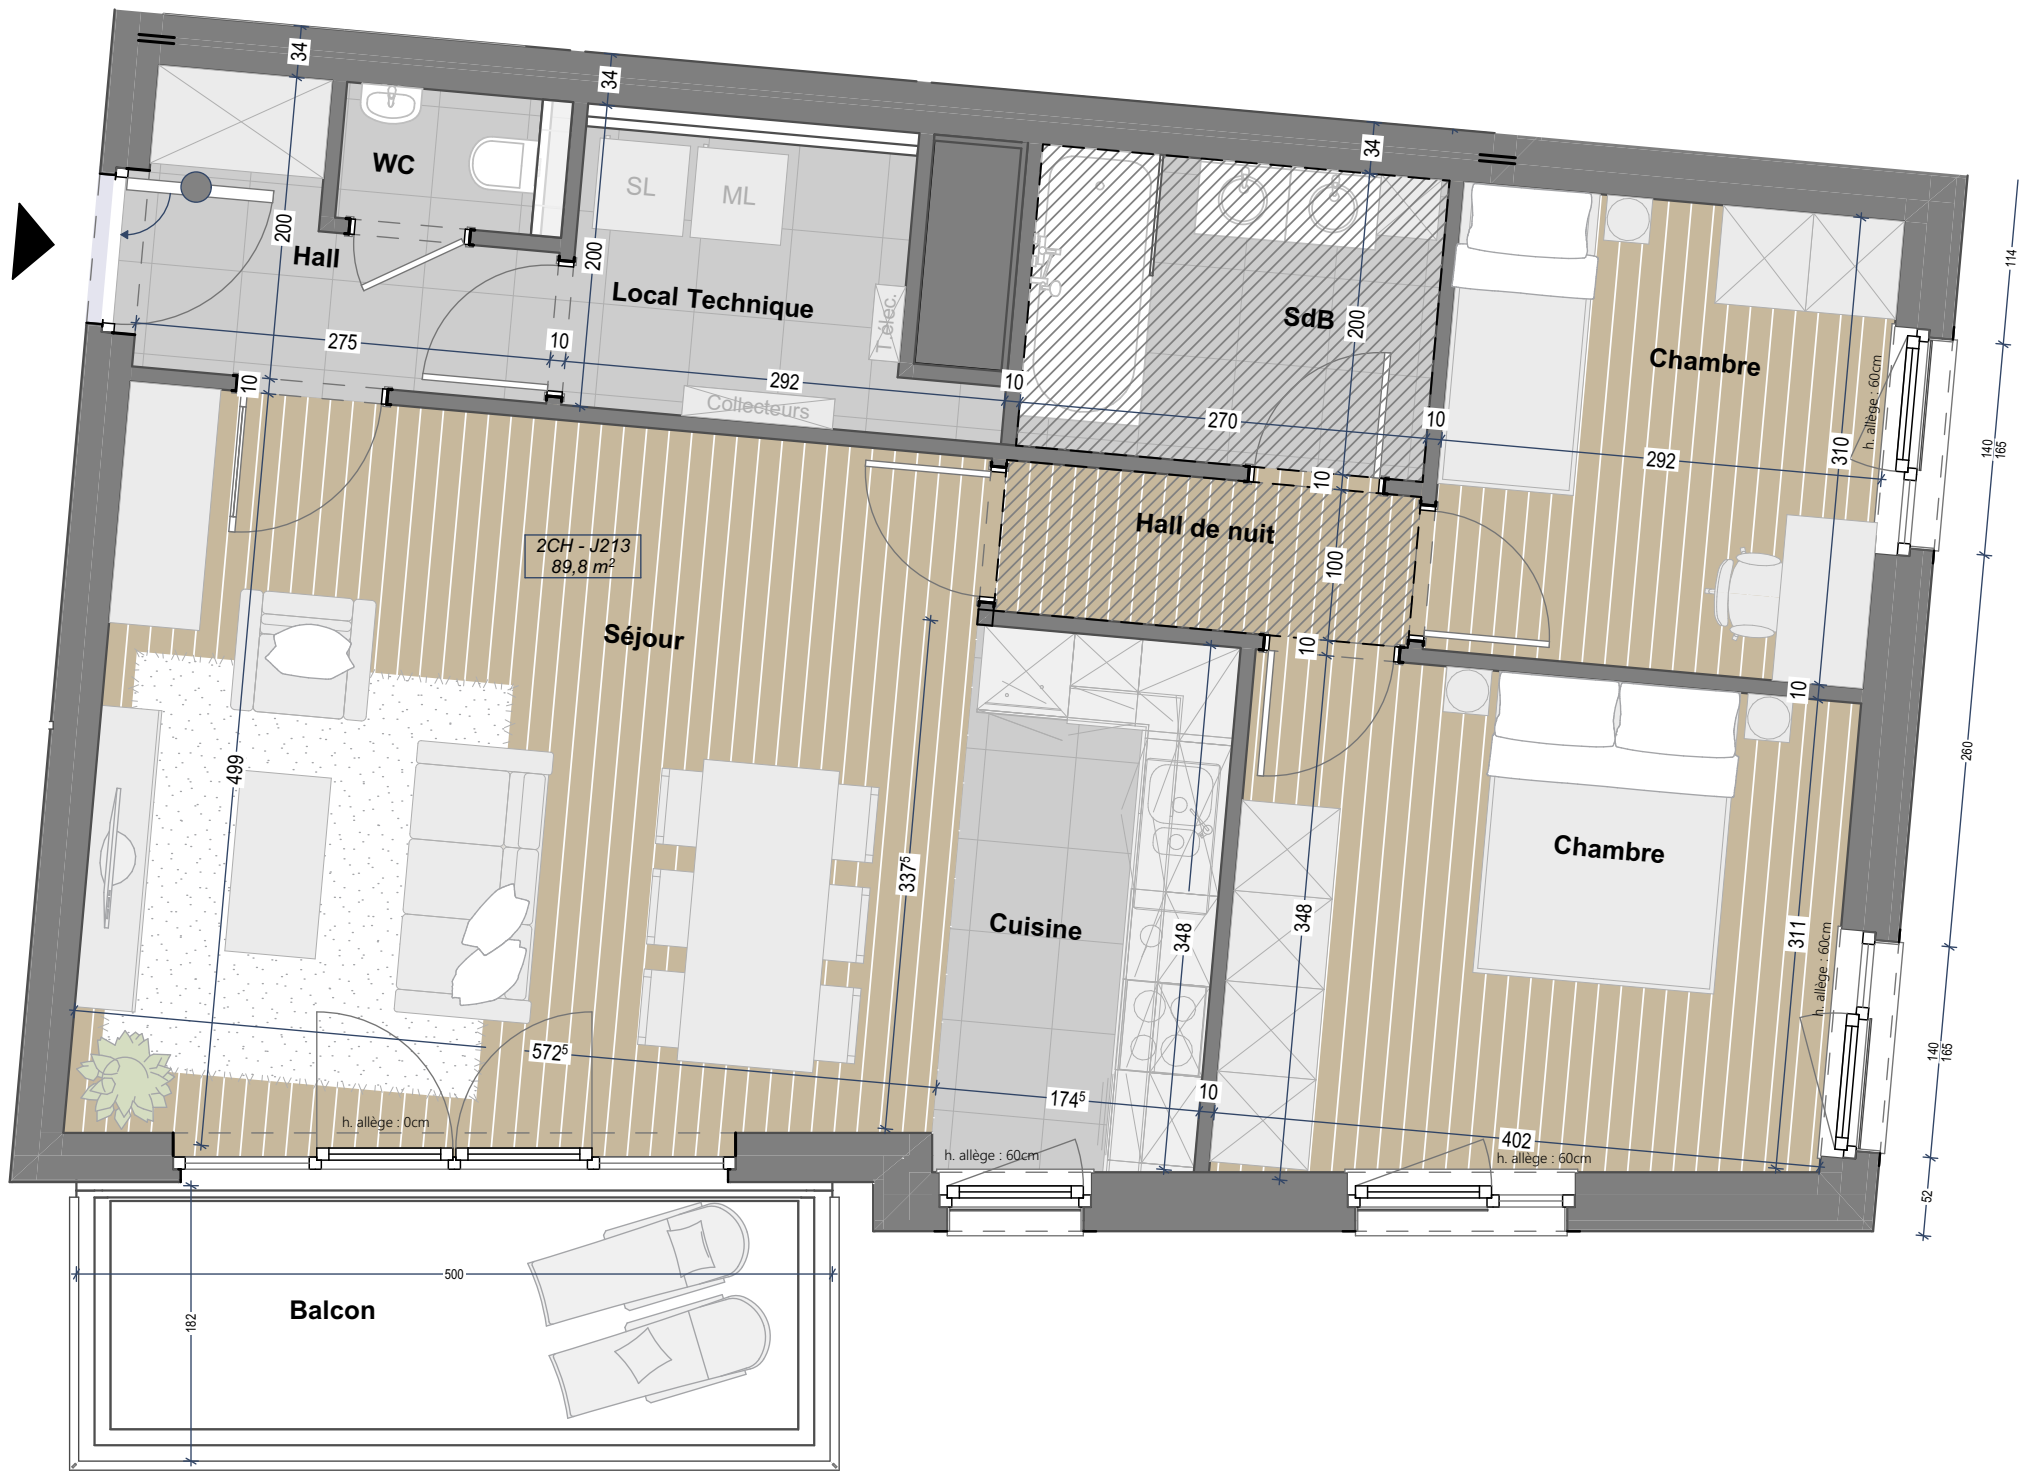 34
34
34
WC
SL
ML
200
Hall
200
Local Technique
T.élec.
SdB
200
114
Chambre
h. allège : 60cm
275
10
292
10
10
Collecteurs
270
10
292
310
140
165
10
2CH - J213
89,8 m²
Hall de nuit
100
Séjour
10
10
499
260
Chambre
337⁵
Cuisine
348
348
311
h. allège : 60cm
572⁵
174⁵
10
402
140
165
h. allège : 0cm
h. allège : 60cm
h. allège : 60cm
52
500
Balcon
182